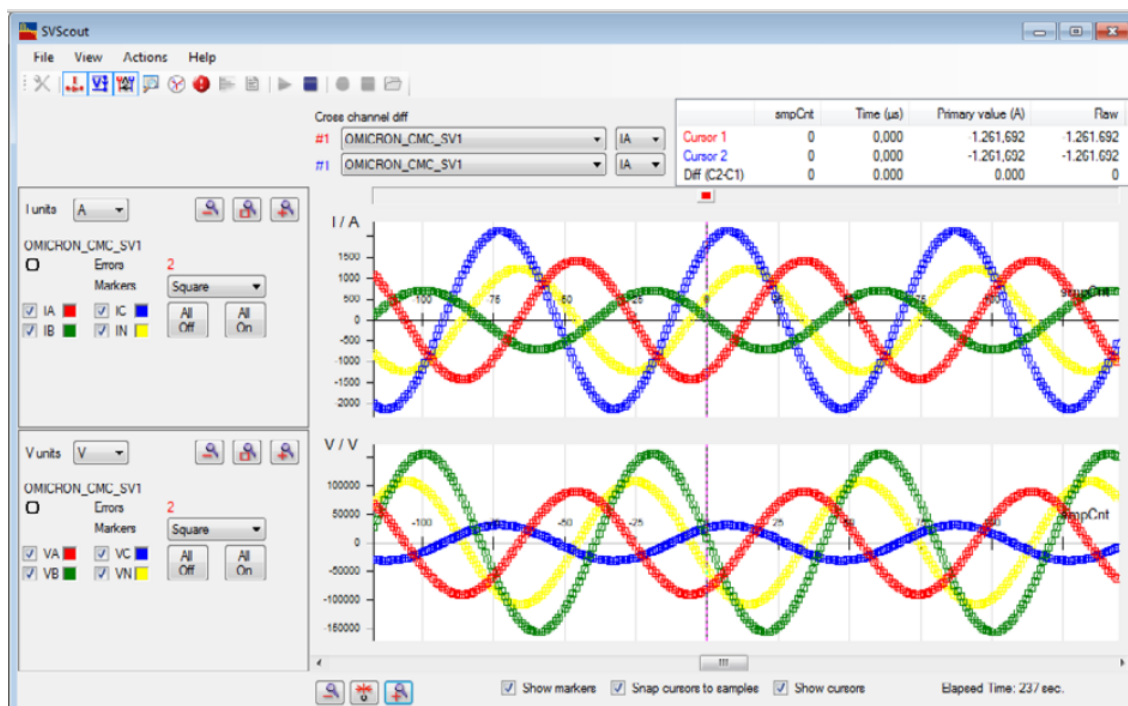 SVScout
File View Actions Help
Cross channel diff
#1 OMICRON_CMC_SV1 IA
#1 OMICRON_CMC_SV1 IA
smpCnt Time (µs) Primary value (A) Raw
Cursor 1 0 0,000 -1.261,692 -1.261.692
Cursor 2 0 0,000 -1.261,692 -1.261.692
Diff (C2-C1) 0 0.000 0.000 0
I units A
OMICRON_CMC_SV1
Errors 2
Markers Square
IA IC All Off All On
IB IN
I / A
1500
1000
500
0
-500
-1000
-1500
-2000
-100 -75 -50 -25 0 25 50 75
V units V
OMICRON_CMC_SV1
Errors 2
Markers Square
VA VC All Off All On
VB VN
V / V
100000
50000
0
-50000
-100000
-150000
-100 -75 -50 -25 0 25 50 75
Show markers Snap cursors to samples Show cursors Elapsed Time: 237 sec.